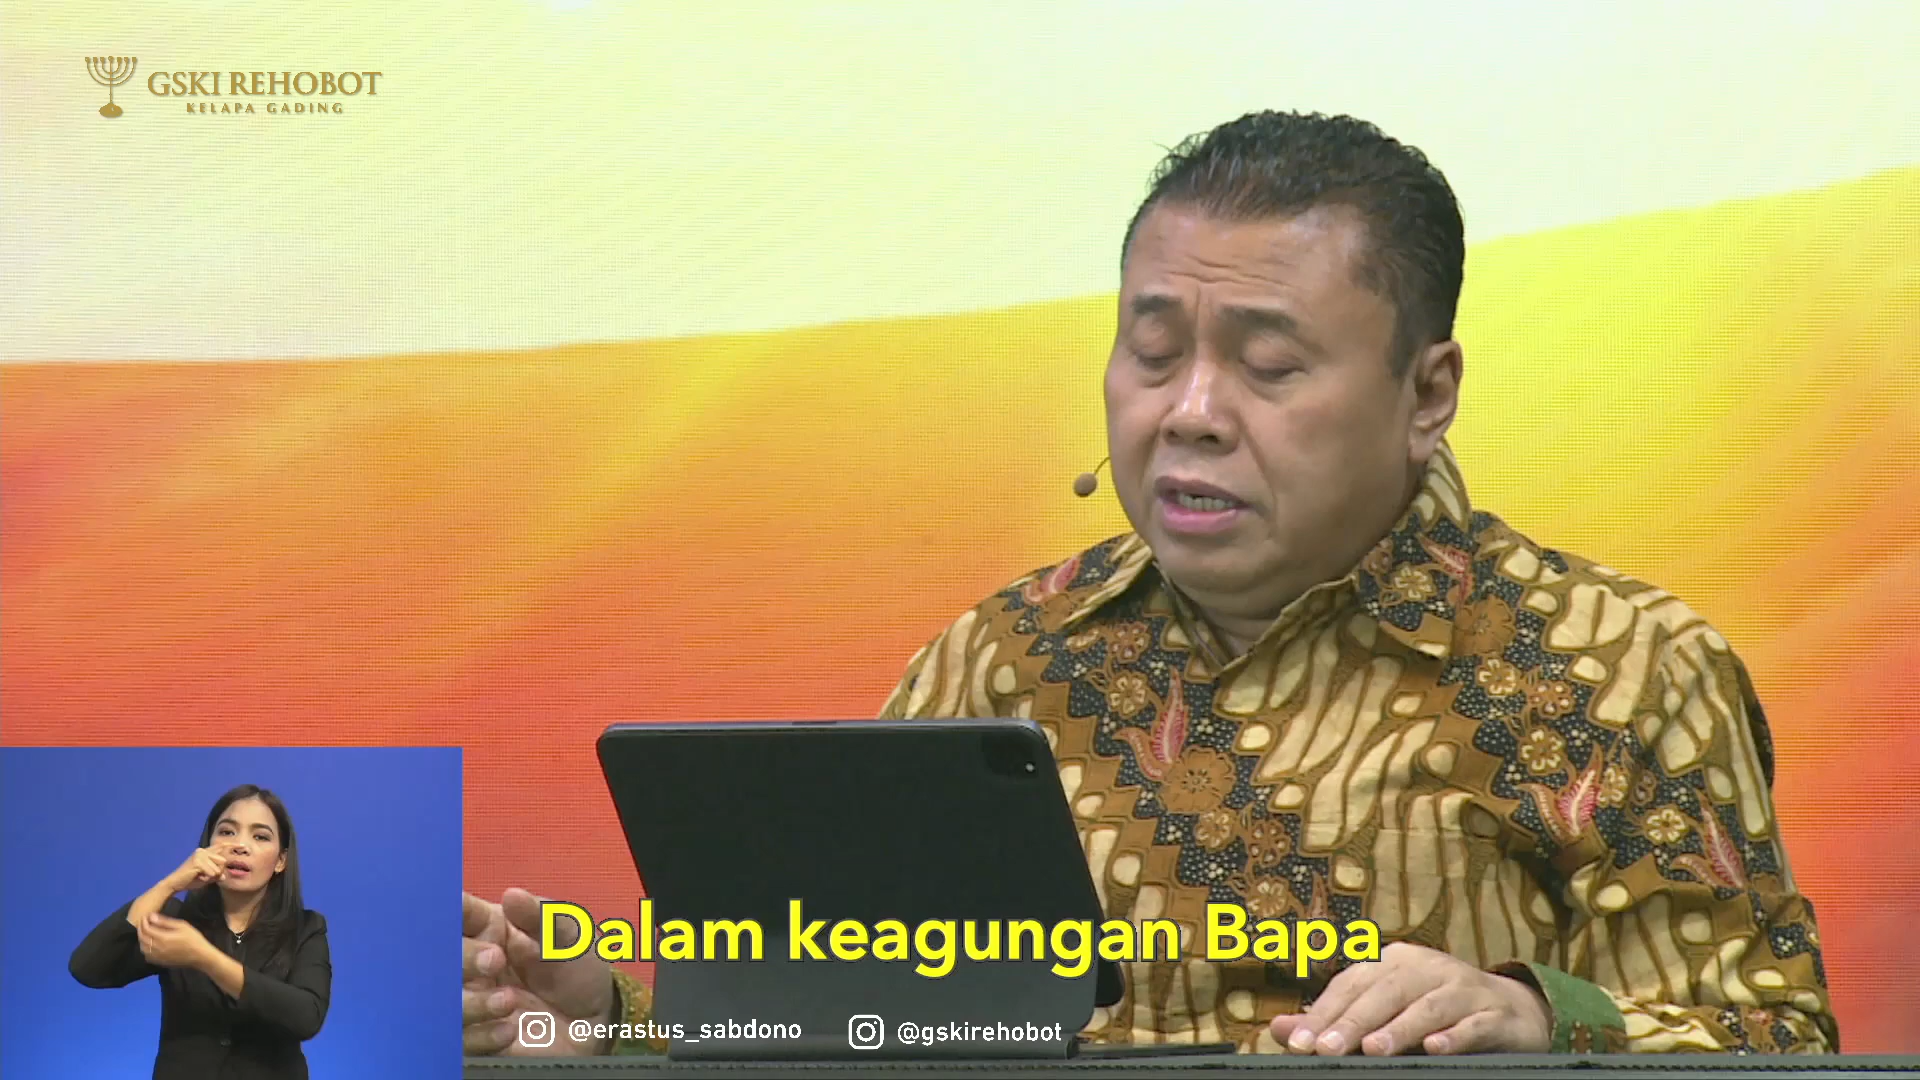 GSKI REHOBOT
KELAPA GADING
Dalam keagungan Bapa
@erastus_sabdono @gskirehobot